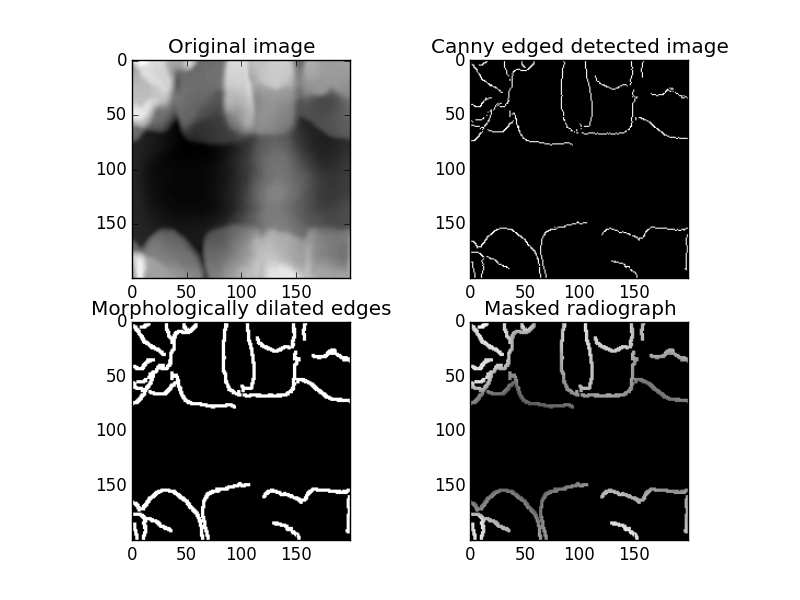 Original image
0
50
100
150
0 50 100 150
Canny edged detected image
0
50
100
150
0 50 100 150
Morphologically dilated edges
0
50
100
150
0 50 100 150
Masked radiograph
0
50
100
150
0 50 100 150